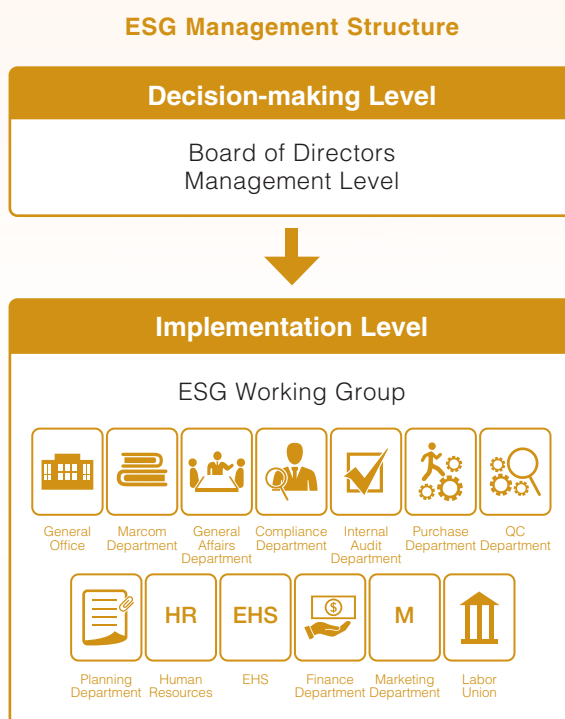 ESG Management Structure
Decision-making Level
Board of Directors
Management Level
Implementation Level
ESG Working Group
General
Office
Marcom
Department
General
Affairs
Department
Compliance
Department
Internal
Audit
Department
Purchase
Department
QC
Department
HR
EHS
$
M
Planning
Department
Human
Resources
EHS
Finance
Department
Marketing
Department
Labor
Union